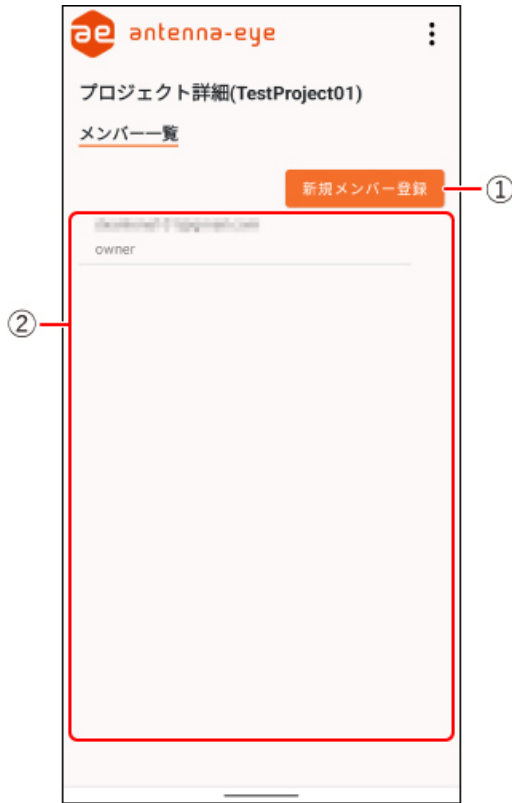 ae antenna-eye
プロジェクト詳細(TestProject01)
メンバー一覧
新規メンバー登録
①
owner
②